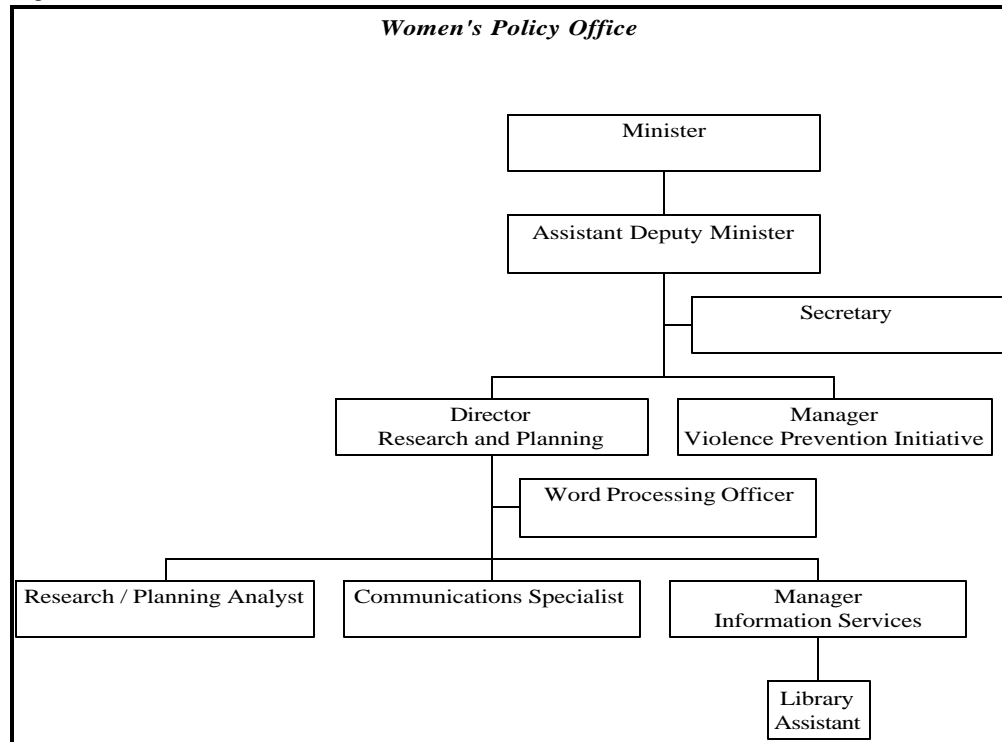 Women's Policy Office
Minister
Assistant Deputy Minister
Secretary
Director
Research and Planning
Manager
Violence Prevention Initiative
Word Processing Officer
Research / Planning Analyst
Communications Specialist
Manager
Information Services
Library
Assistant